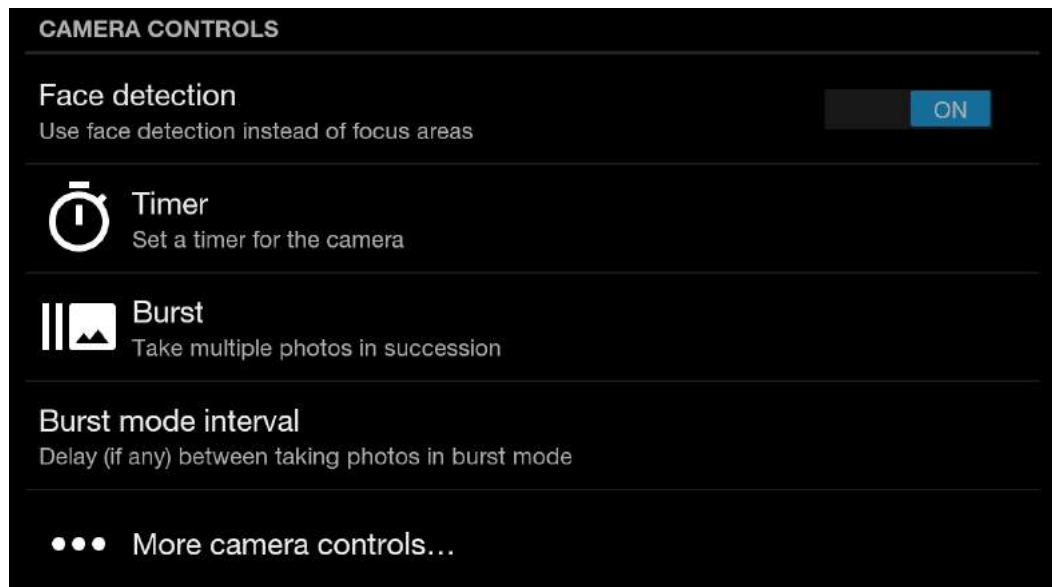 CAMERA CONTROLS
Face detection
Use face detection instead of focus areas
ON
Timer
Set a timer for the camera
Burst
Take multiple photos in succession
Burst mode interval
Delay (if any) between taking photos in burst mode
More camera controls...